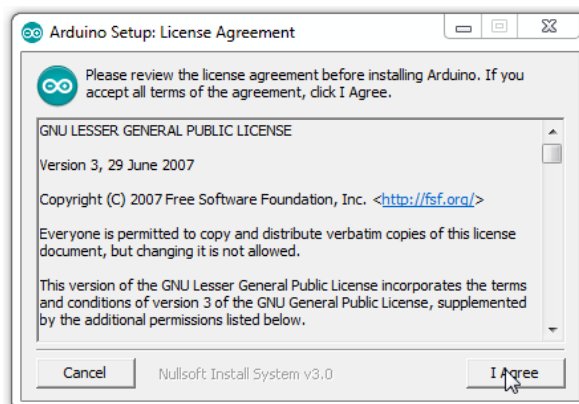 Arduino Setup: License Agreement
Please review the license agreement before installing Arduino. If you
accept all terms of the agreement, click I Agree.
GNU LESSER GENERAL PUBLIC LICENSE
Version 3, 29 June 2007
Copyright (C) 2007 Free Software Foundation, Inc. <http://fsf.org/>
Everyone is permitted to copy and distribute verbatim copies of this license
document, but changing it is not allowed.
This version of the GNU Lesser General Public License incorporates the terms
and conditions of version 3 of the GNU General Public License, supplemented
by the additional permissions listed below.
Cancel
Nullsoft Install System v3.0
I Agree